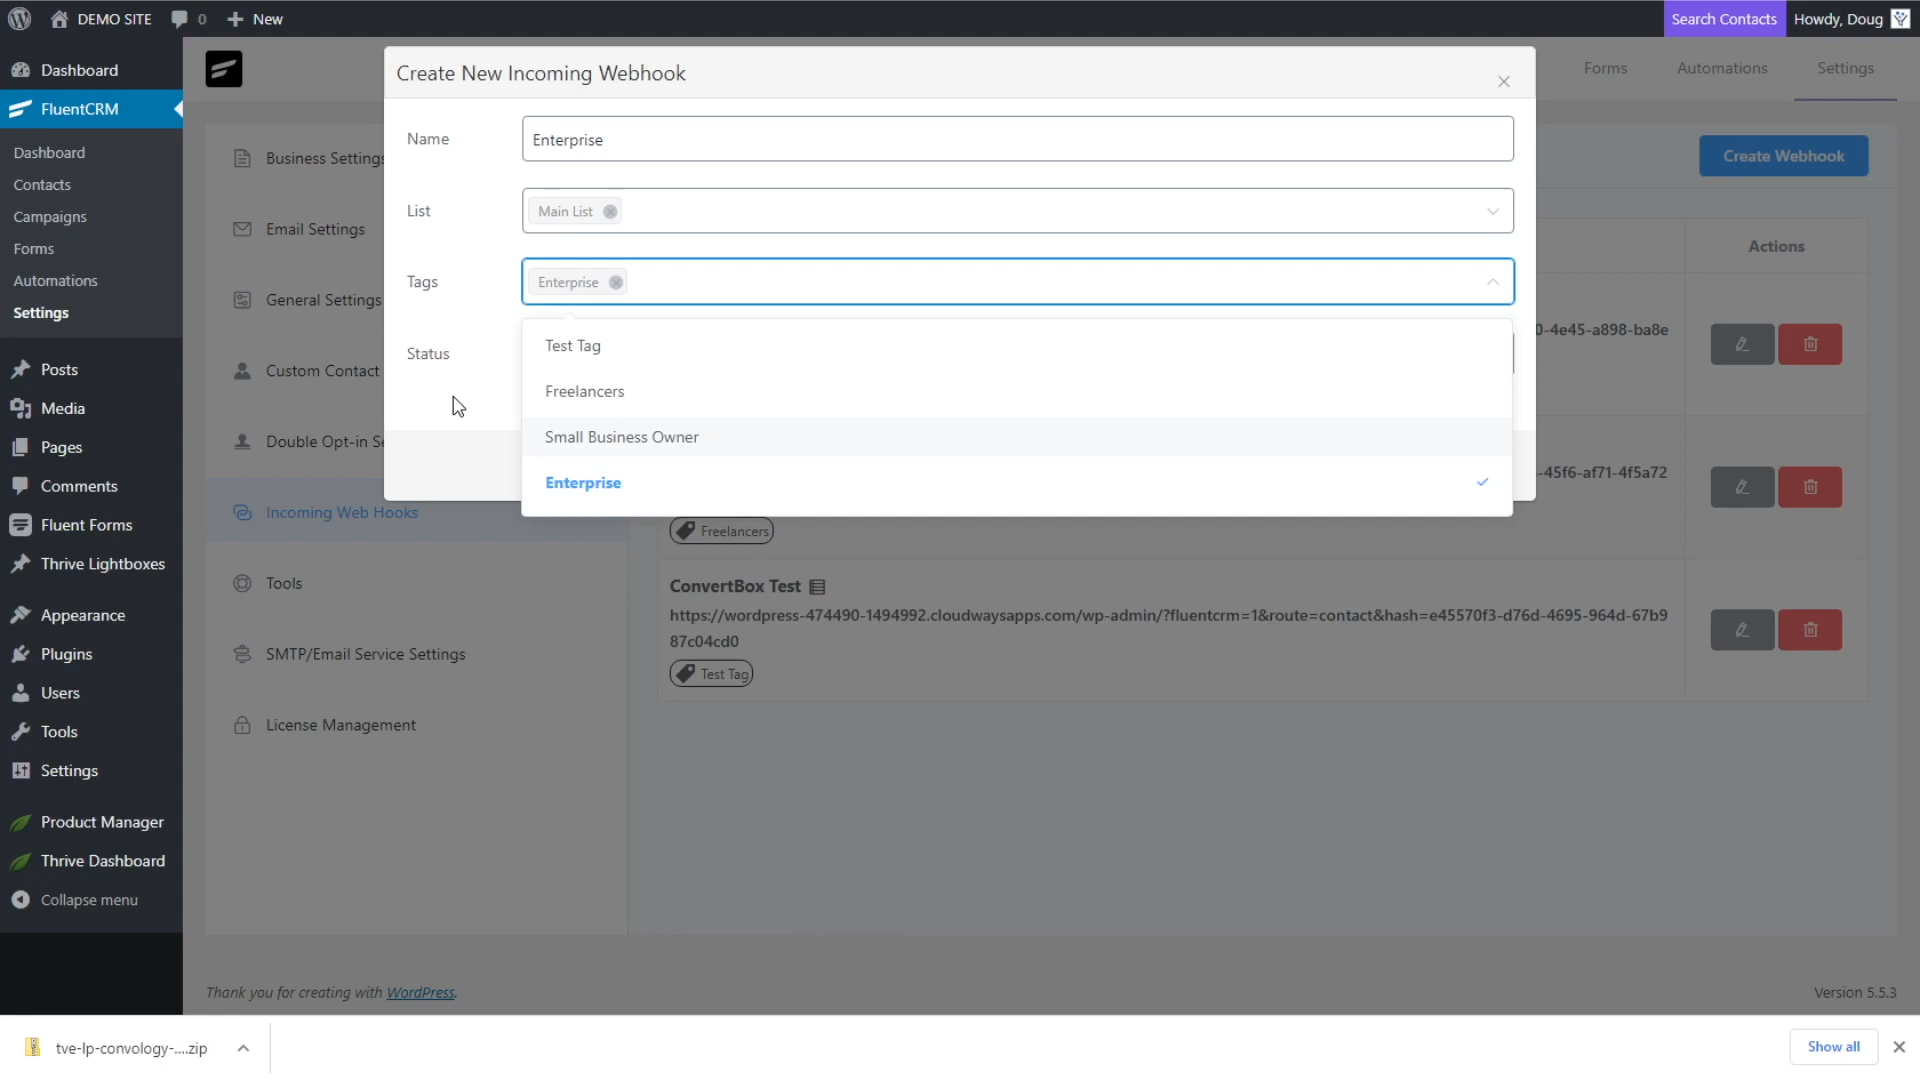 DEMO SITE
0
New
Search Contacts
Howdy, Doug
Dashboard
FluentCRM
Dashboard
Contacts
Campaigns
Forms
Automations
Settings
Posts
Media
Pages
Comments
Fluent Forms
Thrive Lightboxes
Appearance
Plugins
Users
Tools
Settings
Product Manager
Thrive Dashboard
Collapse menu
Forms
Automations
Settings
Business Settings
Email Settings
General Settings
Custom Contact
Double Opt-in Se
Incoming Web Hooks
Tools
SMTP/Email Service Settings
License Management
Create New Incoming Webhook
Name
Enterprise
List
Main List
Tags
Enterprise
Status
Test Tag
Freelancers
Small Business Owner
Enterprise
Create Webhook
Actions
0-4e45-a898-ba8e
-45f6-af71-4f5a72
Freelancers
ConvertBox Test
https://wordpress-474490-1494992.cloudwaysapps.com/wp-admin/?fluentcrm=1&route=contact&hash=e45570f3-d76d-4695-964d-67b9
87c04cd0
Test Tag
Thank you for creating with WordPress.
Version 5.5.3
tve-lp-convology-....zip
Show all